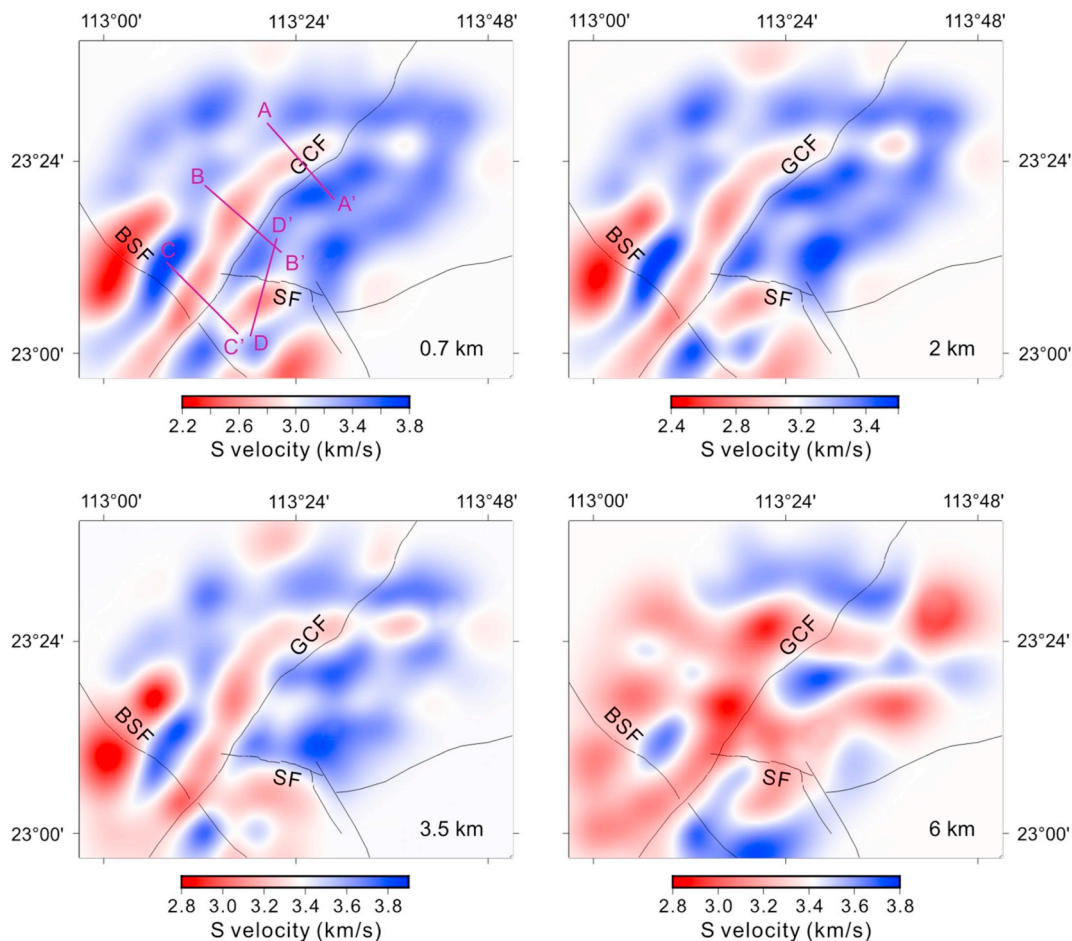 113°00' 113°24' 113°48' 113°00' 113°24' 113°48'
A
GCF
23°24' 23°24'
B
A'
D'
BSF
C
B'
SF
C' D
23°00' 0.7 km
GCF
BSF
SF
2 km 23°00'
2.2 2.6 3.0 3.4 3.8
S velocity (km/s)
2.4 2.8 3.2 3.4
S velocity (km/s)
113°00' 113°24' 113°48' 113°00' 113°24' 113°48'
23°24' GCF
BSF
SF
23°00' 3.5 km
GCF 23°24'
BSF
SF
6 km 23°00'
2.8 3.0 3.2 3.4 3.6 3.8
S velocity (km/s)
2.8 3.0 3.2 3.4 3.6 3.8
S velocity (km/s)